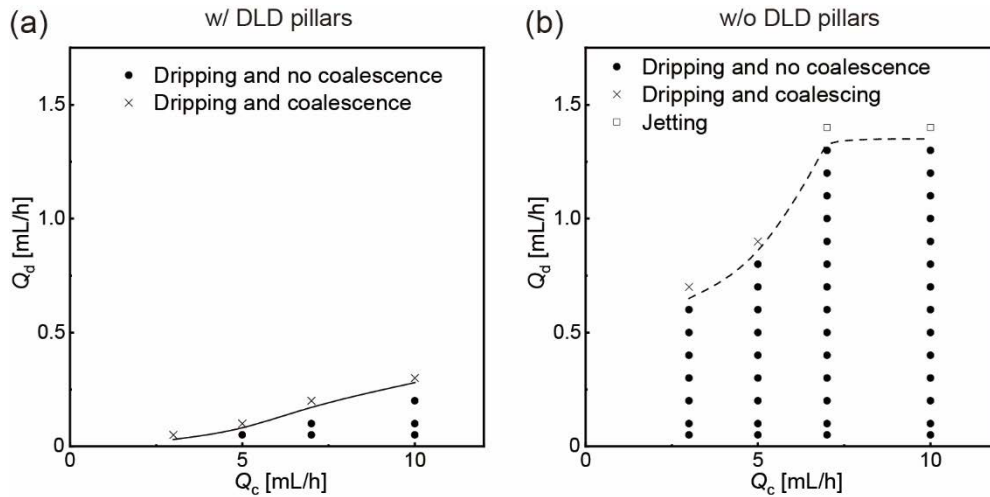 (a) w/ DLD pillars
Dripping and no coalescence
Dripping and coalescence
1.5
1.0
0.5
0
Q_d [mL/h]
0 5 10
Q_c [mL/h]
(b) w/o DLD pillars
Dripping and no coalescence
Dripping and coalescing
Jetting
1.5
1.0
0.5
0
Q_d [mL/h]
0 5 10
Q_c [mL/h]